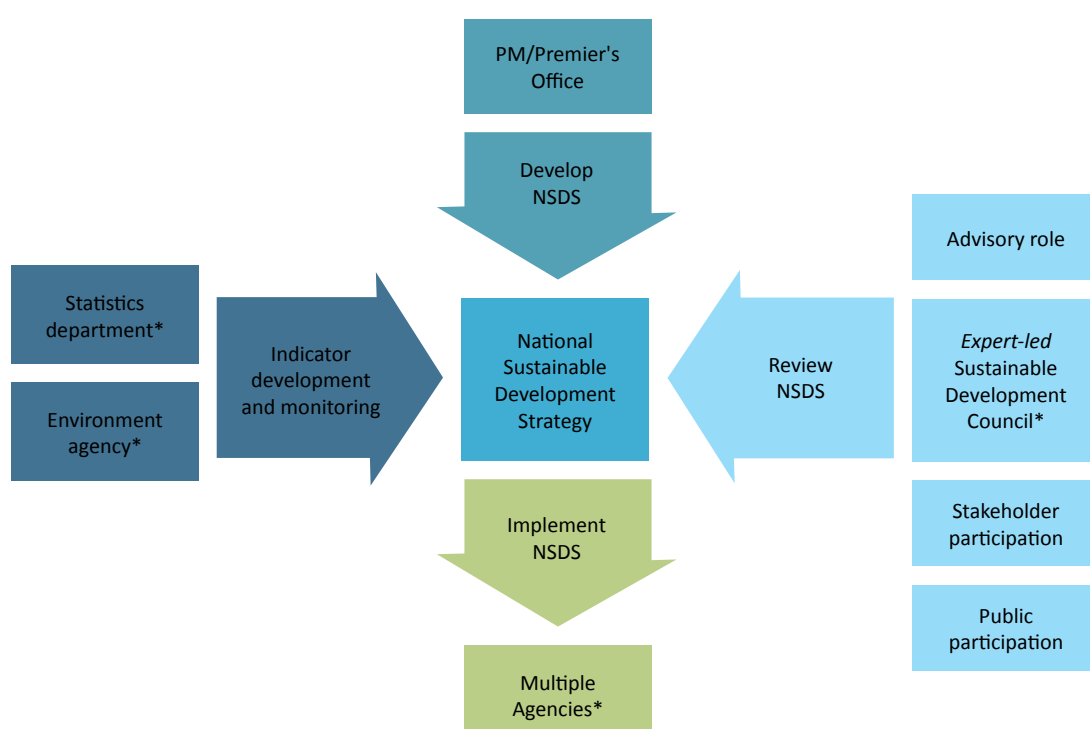 PM/Premier's
Office
Develop
NSDS
Advisory role
Statistics
department*
Environment
agency*
Indicator
development
and monitoring
National
Sustainable
Development
Strategy
Review
NSDS
Expert-led
Sustainable
Development
Council*
Implement
NSDS
Stakeholder
participation
Public
participation
Multiple
Agencies*